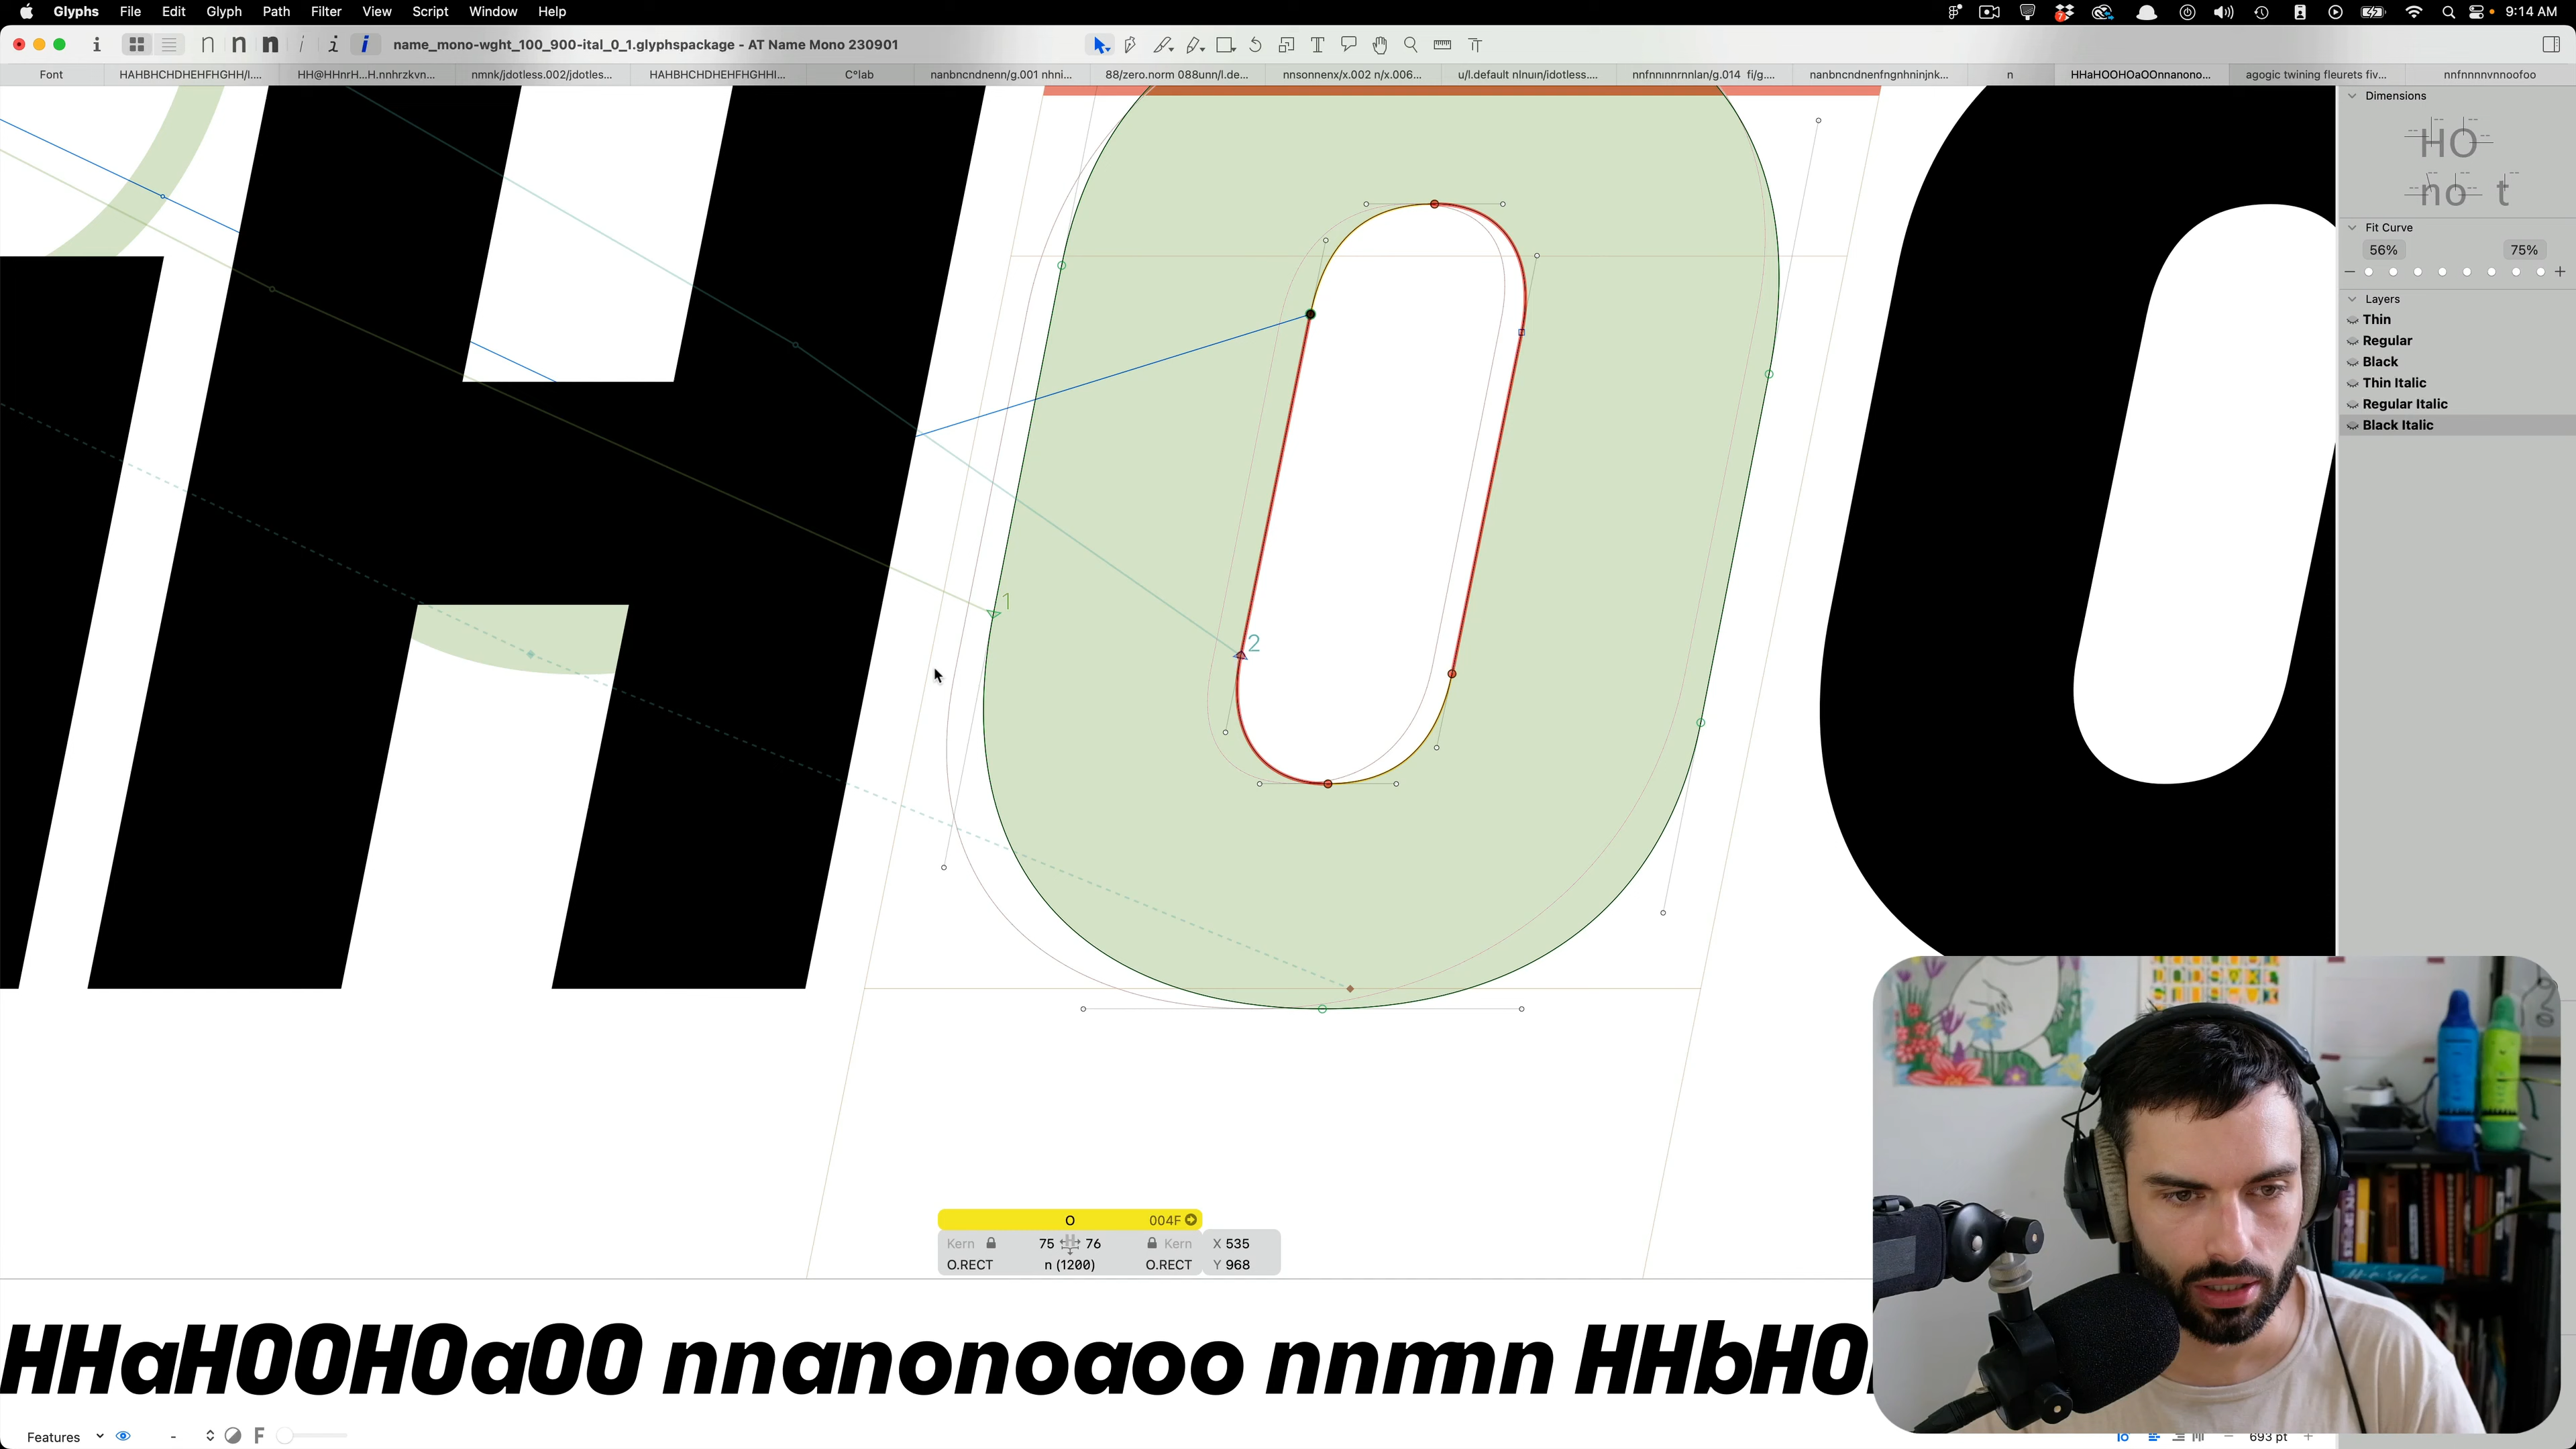 Glyphs File Edit Glyph Path Filter View Script Window Help 9:14 AM
name_mono-wght_100_900-ital_0_1.glyphspackage - AT Name Mono 230901
Font HAHBHCHDHEHFHGHH/l.... HH@HHnrH...H.nnhrzkvn... nmnk/jdotless.002/jdotles... HAHBHCHDHEHFHGHHI... C°lab nanbncndnenn/g.001 nhni... 88/zero.norm 088unn/l.de... nnsonnenx/x.002 n/x.006... u/l.default nlnuın/idotless.... nnfnnınnrnnlan/g.014 fi/g.... nanbncndnenfngnhninjnk... n HHaHOOHOaOOnnanono... agogic twining fleurets fiv... nnfnnnnvnnoofoo
Dimensions
HO
no t
Fit Curve
56% 75%
Layers
Thin
Regular
Black
Thin Italic
Regular Italic
Black Italic
1
2
O 004F
Kern 75 76 Kern X 535
O.RECT n (1200) O.RECT Y 968
HHaHOOHOaOO nnanonoaoo nnmn HHbHO
Features - F 693 pt